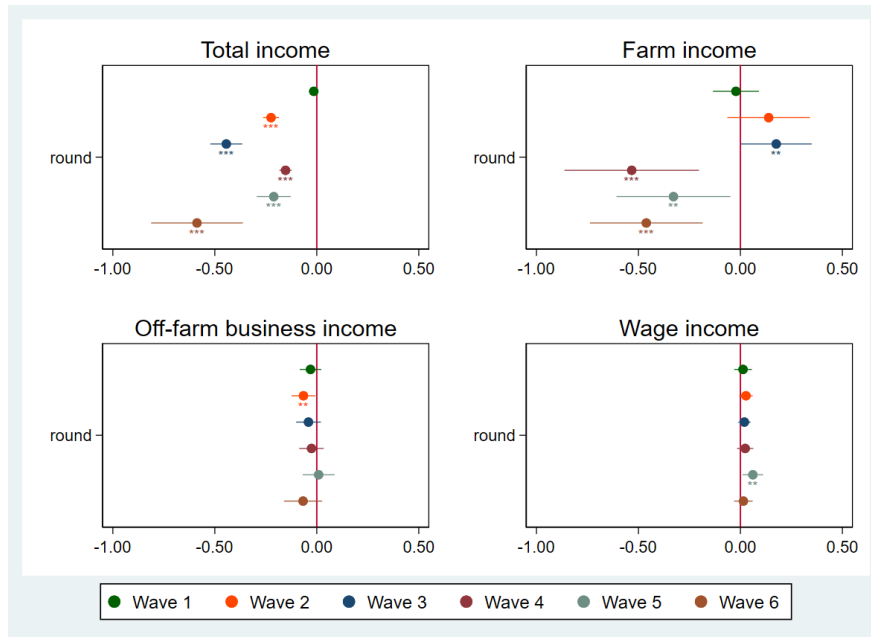 Total income
Farm income
***
***
**
round
round
***
***
***
**
***
***
-1.00 -0.50 0.00 0.50
-1.00 -0.50 0.00 0.50
Off-farm business income
Wage income
**
round
round
**
-1.00 -0.50 0.00 0.50
-1.00 -0.50 0.00 0.50
Wave 1 Wave 2 Wave 3 Wave 4 Wave 5 Wave 6